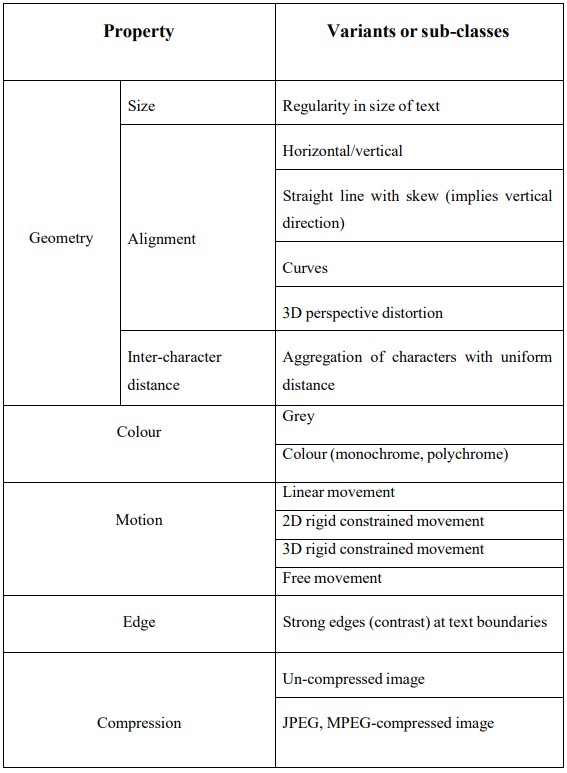 Property
Variants or sub-classes
Geometry
Size
Regularity in size of text
Alignment
Horizontal/vertical
Straight line with skew (implies vertical
direction)
Curves
3D perspective distortion
Inter-character
distance
Aggregation of characters with uniform
distance
Colour
Grey
Colour (monochrome, polychrome)
Motion
Linear movement
2D rigid constrained movement
3D rigid constrained movement
Free movement
Edge
Strong edges (contrast) at text boundaries
Compression
Un-compressed image
JPEG, MPEG-compressed image